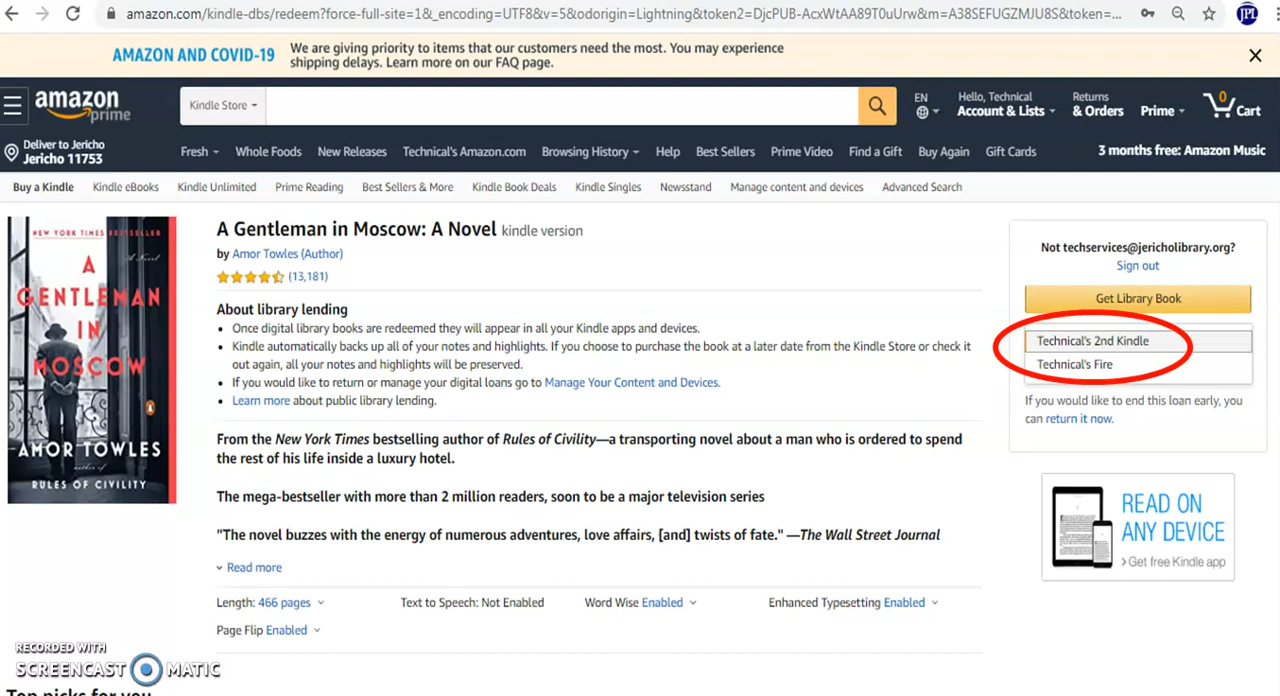 amazon.com/kindle-dbs/redeem?force-full-site=1&_encoding=UTF8&v=5&odorigin=Lightning&token2=DjcPUB-AcxWtAA89T0uUrw&m=A38SEFUGZMJU8S&token=...
JPL
AMAZON AND COVID-19
We are giving priority to items that our customers need the most. You may experience
shipping delays. Learn more on our FAQ page.
amazon prime
Kindle Store
EN
Hello, Technical
Account & Lists
Returns
& Orders
Prime
0
Cart
Deliver to Jericho
Jericho 11753
Fresh Whole Foods New Releases Technical's Amazon.com Browsing History Help Best Sellers Prime Video Find a Gift Buy Again Gift Cards
3 months free: Amazon Music
Buy a Kindle Kindle eBooks Kindle Unlimited Prime Reading Best Sellers & More Kindle Book Deals Kindle Singles Newsstand Manage content and devices Advanced Search
NEW YORK TIMES BESTSELLER
A Novel
A
GENTLEMAN
IN
MOSCOW
AMOR TOWLES
author of
RULES OF CIVILITY
A Gentleman in Moscow: A Novel kindle version
by Amor Towles (Author)
(13,181)
About library lending
• Once digital library books are redeemed they will appear in all your Kindle apps and devices.
• Kindle automatically backs up all of your notes and highlights. If you choose to purchase the book at a later date from the Kindle Store or check it
out again, all your notes and highlights will be preserved.
• If you would like to return or manage your digital loans go to Manage Your Content and Devices.
• Learn more about public library lending.
From the New York Times bestselling author of Rules of Civility—a transporting novel about a man who is ordered to spend
the rest of his life inside a luxury hotel.
The mega-bestseller with more than 2 million readers, soon to be a major television series
"The novel buzzes with the energy of numerous adventures, love affairs, [and] twists of fate." —The Wall Street Journal
Read more
Length: 466 pages
Text to Speech: Not Enabled
Word Wise Enabled
Enhanced Typesetting Enabled
Page Flip Enabled
Not techservices@jericholibrary.org?
Sign out
Get Library Book
Technical's 2nd Kindle
Technical's Fire
If you would like to end this loan early, you
can return it now.
READ ON
ANY DEVICE
›Get free Kindle app
RECORDED WITH
SCREENCAST MATIC
Top picks for you